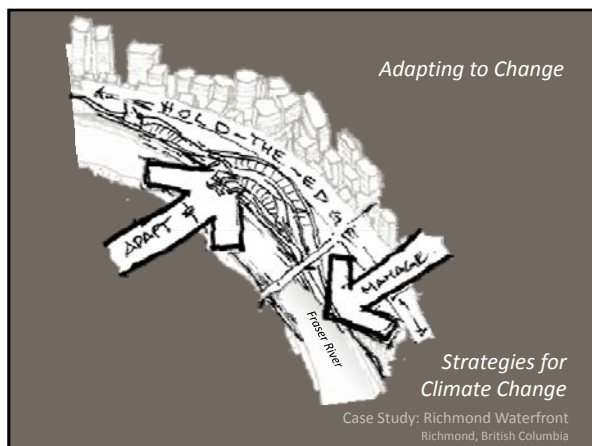 Adapting to Change
HOLD-THE-EDG
ADAPT &
MANAGE
Fraser River
Strategies for
Climate Change
Case Study: Richmond Waterfront
Richmond, British Columbia